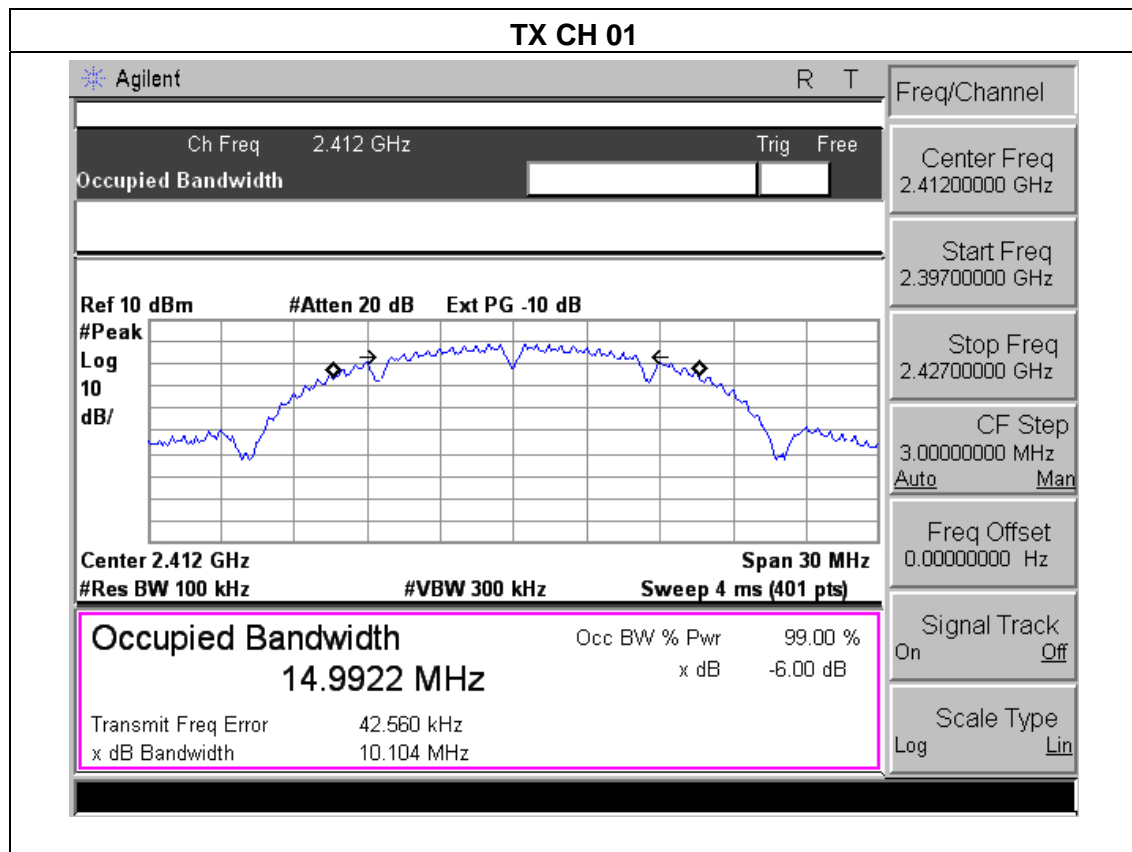 TX CH 01
Agilent R T
Ch Freq 2.412 GHz Trig Free
Occupied Bandwidth
Ref 10 dBm #Atten 20 dB Ext PG -10 dB
#Peak
Log
10
dB/
Center 2.412 GHz Span 30 MHz
#Res BW 100 kHz #VBW 300 kHz Sweep 4 ms (401 pts)
Occupied Bandwidth Occ BW % Pwr 99.00 %
14.9922 MHz x dB -6.00 dB
Transmit Freq Error 42.560 kHz
x dB Bandwidth 10.104 MHz
Freq/Channel
Center Freq
2.41200000 GHz
Start Freq
2.39700000 GHz
Stop Freq
2.42700000 GHz
CF Step
3.00000000 MHz
Auto Man
Freq Offset
0.00000000 Hz
Signal Track
On Off
Scale Type
Log Lin